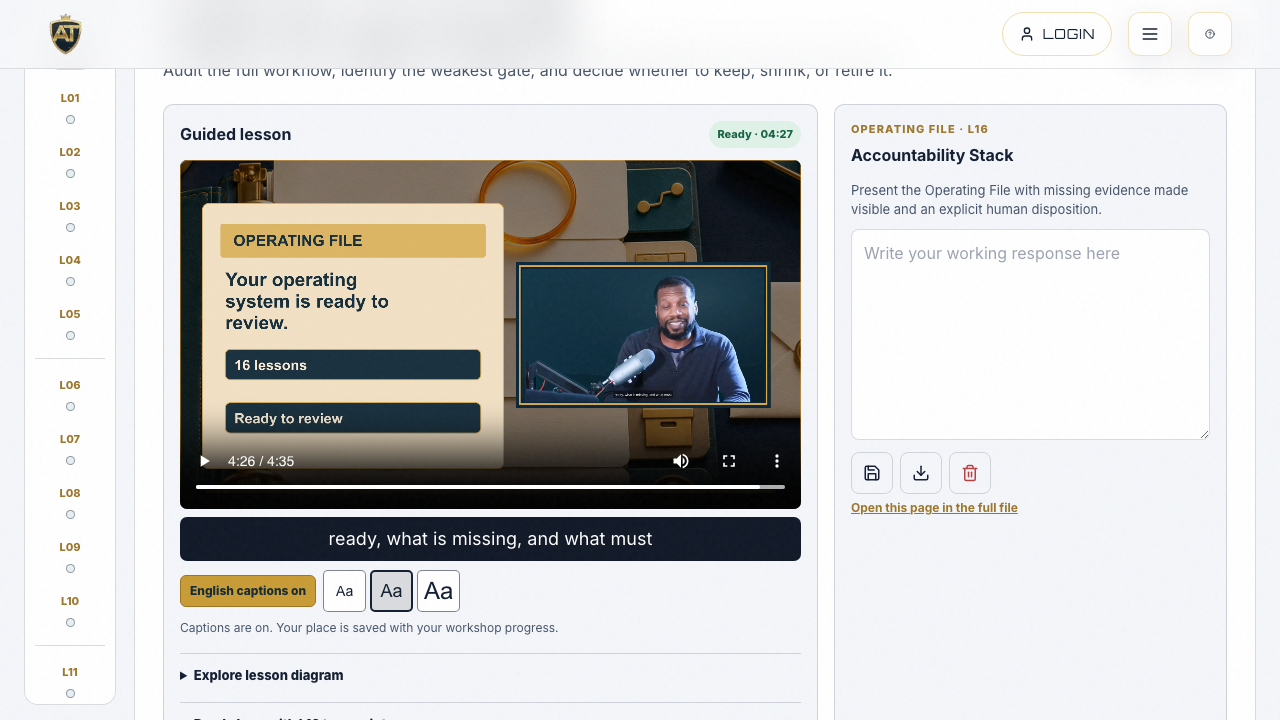 AT
LOGIN
Audit the full workflow, identify the weakest gate, and decide whether to keep, shrink, or retire it.
L01
L02
L03
L04
L05
L06
L07
L08
L09
L10
L11
Guided lesson
Ready · 04:27
OPERATING FILE
Your operating
system is ready to
review.
16 lessons
Ready to review
4:26 / 4:35
ready, what is missing, and what must
English captions on
Aa
Aa
Aa
Captions are on. Your place is saved with your workshop progress.
Explore lesson diagram
OPERATING FILE · L16
Accountability Stack
Present the Operating File with missing evidence made
visible and an explicit human disposition.
Write your working response here
Open this page in the full file